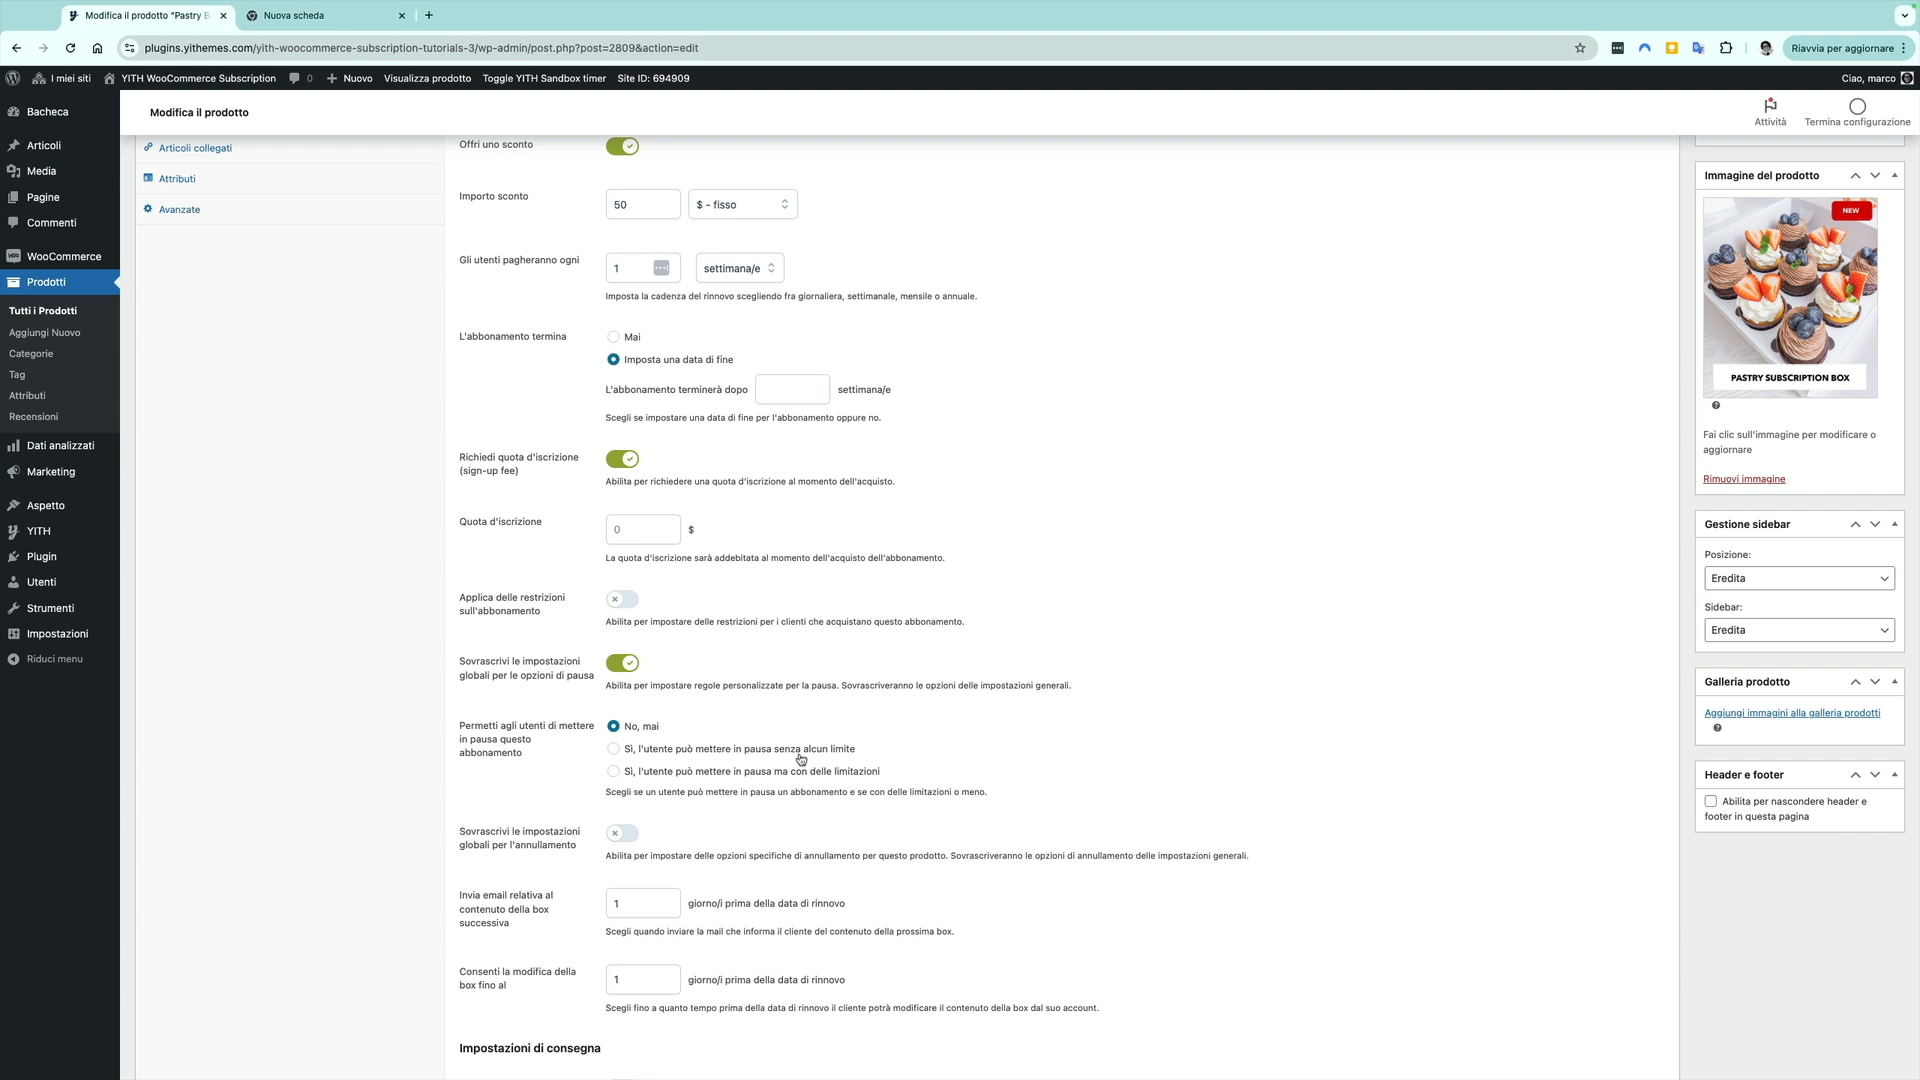 Modifica il prodotto "Pastry B
Nuova scheda
plugins.yithemes.com/yith-woocommerce-subscription-tutorials-3/wp-admin/post.php?post=2809&action=edit
Riavvia per aggiornare
I miei siti
YITH WooCommerce Subscription
0
Nuovo
Visualizza prodotto
Toggle YITH Sandbox timer
Site ID: 694909
Ciao, marco
Bacheca
Articoli
Media
Pagine
Commenti
WooCommerce
Prodotti
Tutti i Prodotti
Aggiungi Nuovo
Categorie
Tag
Attributi
Recensioni
Dati analizzati
Marketing
Aspetto
YITH
Plugin
Utenti
Strumenti
Impostazioni
Riduci menu
Modifica il prodotto
Attività
Termina configurazione
Articoli collegati
Attributi
Avanzate
Offri uno sconto
Importo sconto
50
$ - fisso
Gli utenti pagheranno ogni
1
settimana/e
Imposta la cadenza del rinnovo scegliendo fra giornaliera, settimanale, mensile o annuale.
L'abbonamento termina
Mai
Imposta una data di fine
L'abbonamento terminerà dopo
settimana/e
Scegli se impostare una data di fine per l'abbonamento oppure no.
Richiedi quota d'iscrizione
(sign-up fee)
Abilita per richiedere una quota d'iscrizione al momento dell'acquisto.
Quota d'iscrizione
0
$
La quota d'iscrizione sarà addebitata al momento dell'acquisto dell'abbonamento.
Applica delle restrizioni
sull'abbonamento
Abilita per impostare delle restrizioni per i clienti che acquistano questo abbonamento.
Sovrascrivi le impostazioni
globali per le opzioni di pausa
Abilita per impostare regole personalizzate per la pausa. Sovrascriveranno le opzioni delle impostazioni generali.
Permetti agli utenti di mettere
in pausa questo
abbonamento
No, mai
Sì, l'utente può mettere in pausa senza alcun limite
Sì, l'utente può mettere in pausa ma con delle limitazioni
Scegli se un utente può mettere in pausa un abbonamento e se con delle limitazioni o meno.
Sovrascrivi le impostazioni
globali per l'annullamento
Abilita per impostare delle opzioni specifiche di annullamento per questo prodotto. Sovrascriveranno le opzioni di annullamento delle impostazioni generali.
Invia email relativa al
contenuto della box
successiva
1
giorno/i prima della data di rinnovo
Scegli quando inviare la mail che informa il cliente del contenuto della prossima box.
Consenti la modifica della
box fino al
1
giorno/i prima della data di rinnovo
Scegli fino a quanto tempo prima della data di rinnovo il cliente potrà modificare il contenuto della box dal suo account.
Impostazioni di consegna
Immagine del prodotto
NEW
PASTRY SUBSCRIPTION BOX
Fai clic sull'immagine per modificare o
aggiornare
Rimuovi immagine
Gestione sidebar
Posizione:
Eredita
Sidebar:
Eredita
Galleria prodotto
Aggiungi immagini alla galleria prodotti
Header e footer
Abilita per nascondere header e
footer in questa pagina